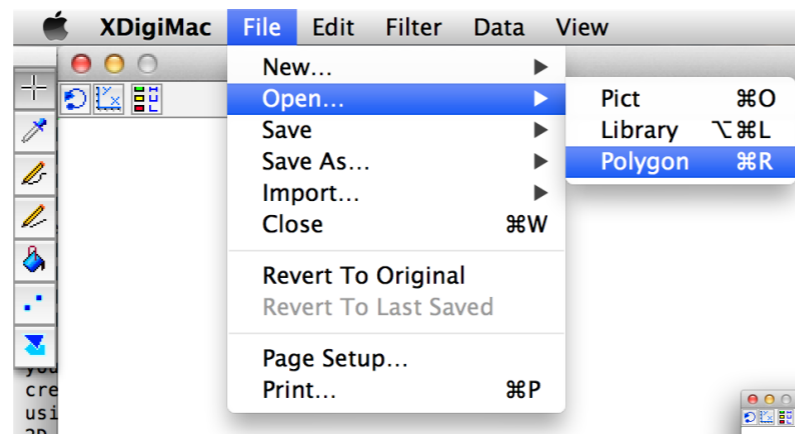 XDigiMac File Edit Filter Data View
New... ▶
Open... ▶
Pict ⌘O
Save ▶
Library ⌥⌘L
Save As... ▶
Polygon ⌘R
Import... ▶
Close ⌘W
Revert To Original
Revert To Last Saved
Page Setup...
Print... ⌘P
cre
usi